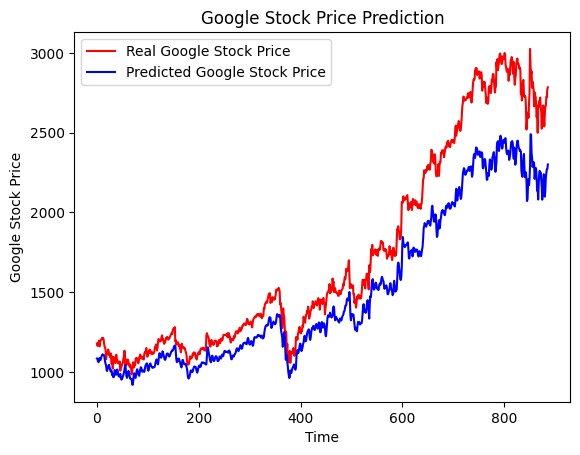 Google Stock Price Prediction
Real Google Stock Price
Predicted Google Stock Price
Google Stock Price
3000
2500
2000
1500
1000
0 200 400 600 800
Time